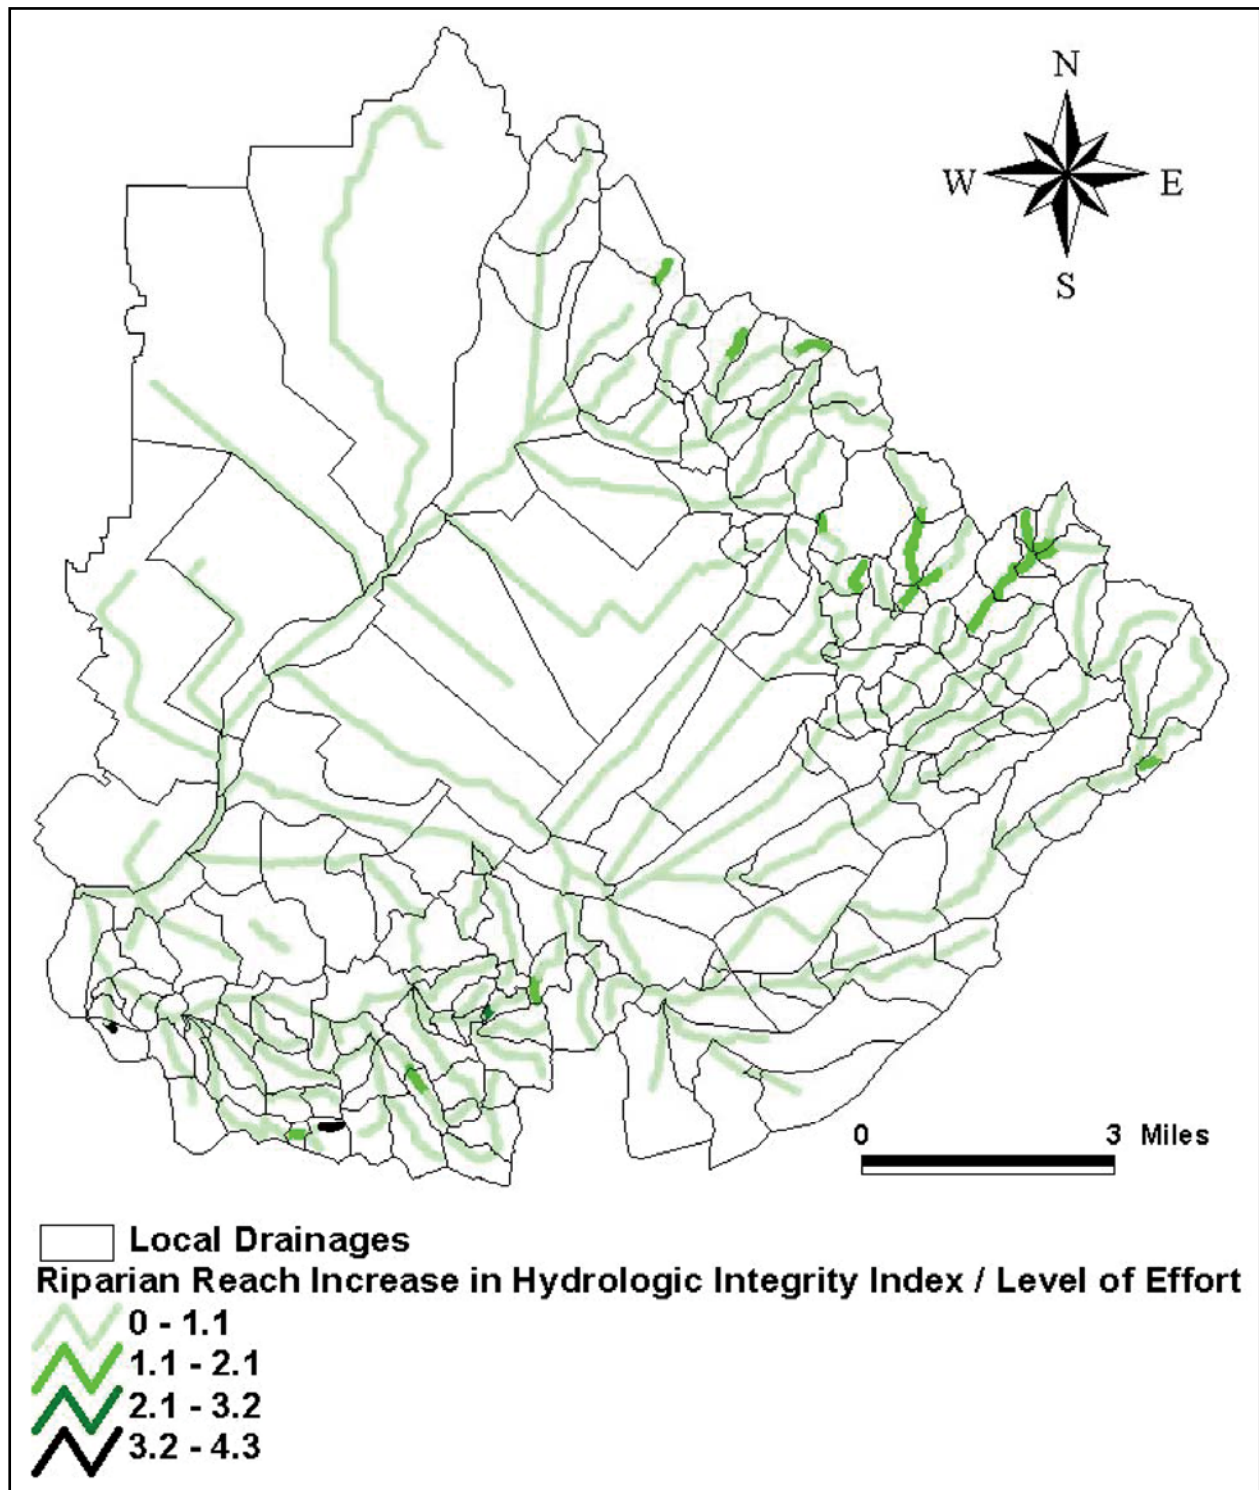 N
W E
S
0 3 Miles
Local Drainages
Riparian Reach Increase in Hydrologic Integrity Index / Level of Effort
0 - 1.1
1.1 - 2.1
2.1 - 3.2
3.2 - 4.3